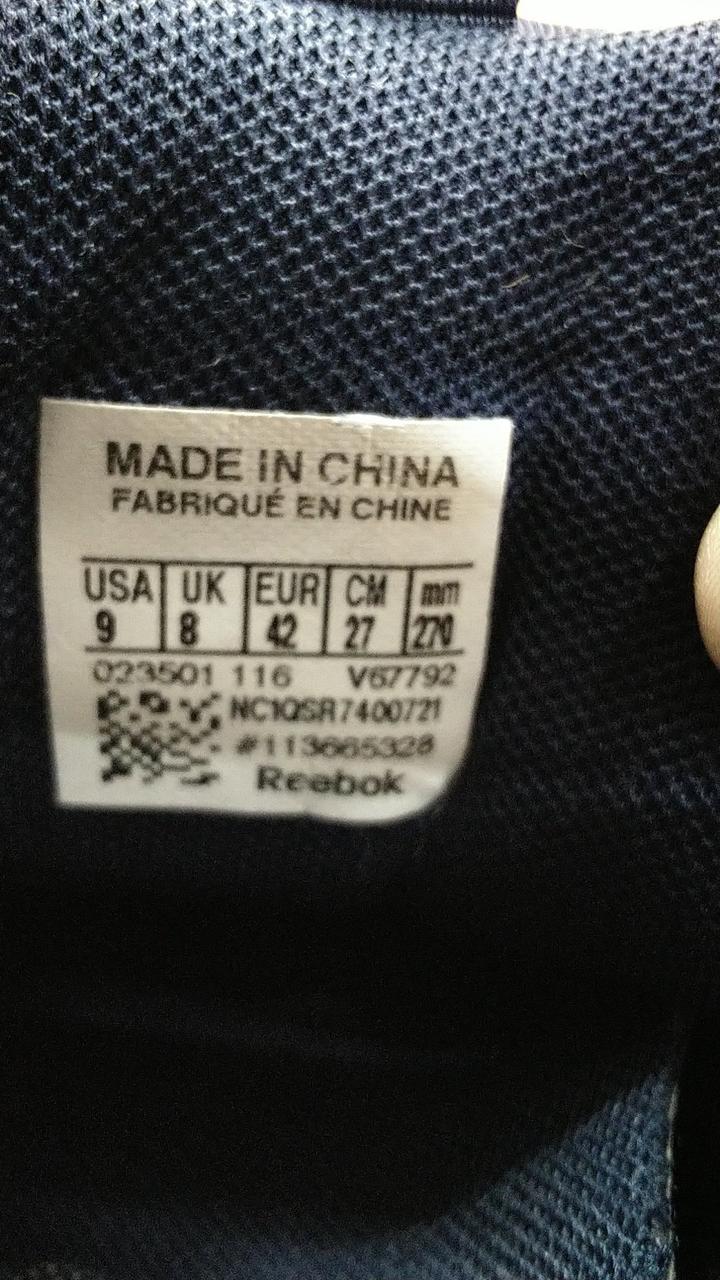 MADE IN CHINA
FABRIQUÉ EN CHINE
USA UK EUR CM mm
9 8 42 27 270
023501 116 V67792
NC1QSR7400721
#113665328
Reebok